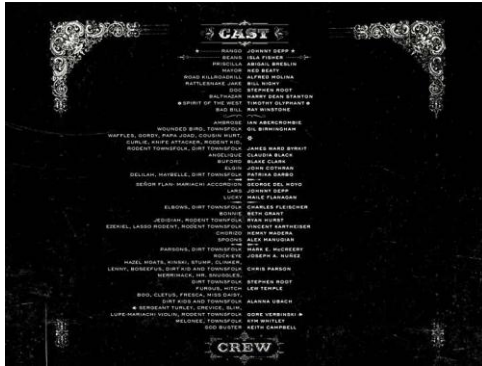 CAST
RANGO JOHNNY DEPP
BEANS ISLA FISHER
PRISCILLA ABIGAIL BRESLIN
MAYOR NED BEATY
ROAD KILL ROADKILL ALFRED MOLINA
RATTLESNAKE JAKE BILL NIGHY
DOC STEPHEN ROOT
BALTHAZAR HARRY DEAN STANTON
SPIRIT OF THE WEST TIMOTHY OLYPHANT
BAD BILL RAY WINSTONE
AMBROSE IAN ABERCROMBIE
WOUNDED BIRD, TOWNSFOLK GIL BIRMINGHAM
WAFFLES, GORDY, PAPA JOAD, COUSIN MURT,
CURLIE, KNIFE ATTACKER, RODENT KID,
RODENT TOWNSFOLK, DIRT TOWNSFOLK JAMES WARD BYRKIT
ANGELIQUE CLAUDIA BLACK
BUFORD BLAKE CLARK
ELGIN JOHN COTHRAN
DELILAH, MAYBELLE, DIRT TOWNSFOLK PATRIKA DARBO
SEÑOR FLAN: MARIACHI ACCORDION GEORGE DEL HOYO
LARS JOHNNY DEPP
LUCKY MAILE FLANAGAN
ELBOWS, DIRT TOWNSFOLK CHARLES FLEISCHER
BONNIE BETH GRANT
JEDIDIAH, RODENT TOWNSFOLK RYAN HURST
EZEKIEL, LASSO RODENT, TOWNSFOLK VINCENT KARTHEISER
CHORIZO HEMKY MADERA
SPOONS ALEX MANUGIAN
PARSONS, DIRT TOWNSFOLK MARK E. McCREERY
ROCK-EYE JOSEPH A. NUÑEZ
HAZEL MOATS, KINSKI, STUMP, CLINKER,
LENNY, BOSEEFUS, DIRT KID AND TOWNSFOLK CHRIS PARSON
MERRIMACK, MR. SNUGGLES,
DIRT TOWNSFOLK STEPHEN ROOT
FURGUS, HITCH LEW TEMPLE
BOO, CLETUS, FRESCA, MISS DAISY,
DIRT KIDS AND TOWNSFOLK ALANNA UBACH
SERGEANT TURLEY, CREVICE, SLIM,
LUPE-MARIACHI VIOLIN, RODENT TOWNSFOLK GORE VERBINSKI
MELONEE, TOWNSFOLK KYM WHITLEY
GOD BUSTER KEITH CAMPBELL
CREW